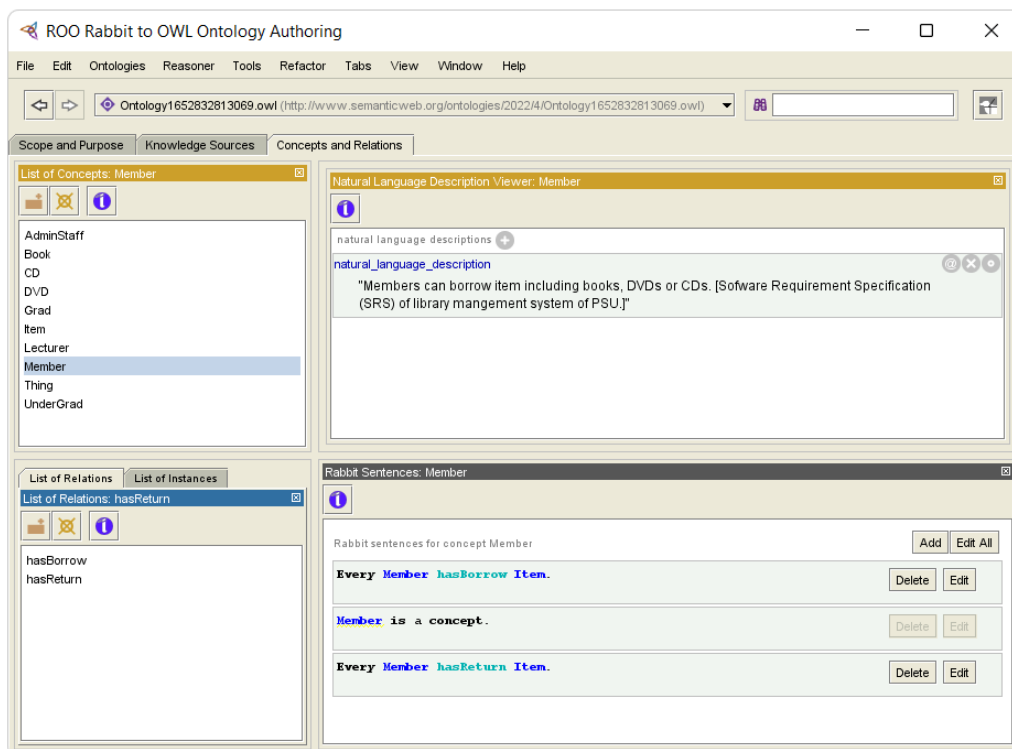 ROO Rabbit to OWL Ontology Authoring
File Edit Ontologies Reasoner Tools Refactor Tabs View Window Help
Ontology1652832813069.owl (http://www.semanticweb.org/ontologies/2022/4/Ontology1652832813069.owl)
Scope and Purpose Knowledge Sources Concepts and Relations
List of Concepts: Member
AdminStaff
Book
CD
DVD
Grad
Item
Lecturer
Member
Thing
UnderGrad
Natural Language Description Viewer: Member
natural language descriptions
natural_language_description
"Members can borrow item including books, DVDs or CDs. [Sofware Requirement Specification
(SRS) of library mangement system of PSU.]"
List of Relations List of Instances
List of Relations: hasReturn
hasBorrow
hasReturn
Rabbit Sentences: Member
Rabbit sentences for concept Member Add Edit All
Every Member hasBorrow Item. Delete Edit
Member is a concept. Delete Edit
Every Member hasReturn Item. Delete Edit